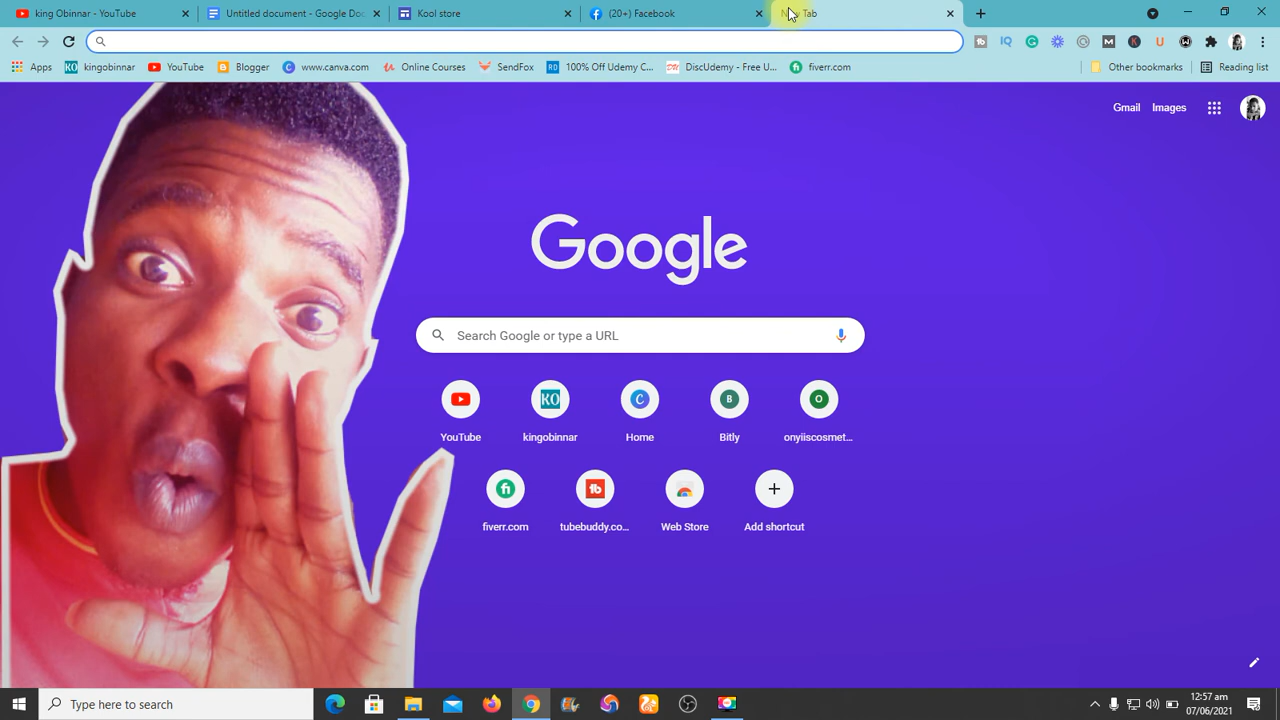 king Obinnar - YouTube
Untitled document - Google Doc
Kool store
(20+) Facebook
Tab
Apps
kingobinnar
YouTube
Blogger
www.canva.com
Online Courses
SendFox
100% Off Udemy C...
DiscUdemy - Free U...
fiverr.com
Other bookmarks
Reading list
Gmail
Images
Google
Search Google or type a URL
YouTube
kingobinnar
Home
Bitly
onyiiscosmet...
fiverr.com
tubebuddy.co...
Web Store
Add shortcut
Type here to search
12:57 am
07/06/2021